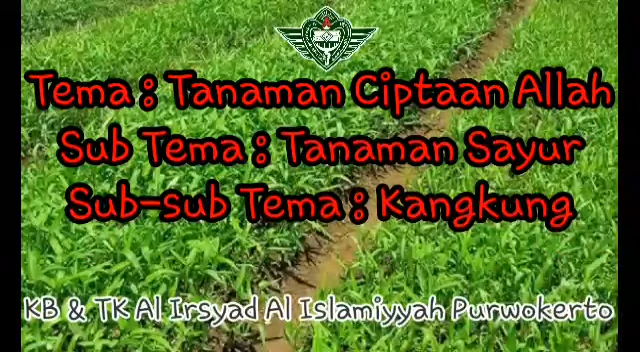 Tema : Tanaman Ciptaan Allah
Sub Tema : Tanaman Sayur
Sub-sub Tema : Kangkung
KB & TK Al Irsyad Al Islamiyyah Purwokerto